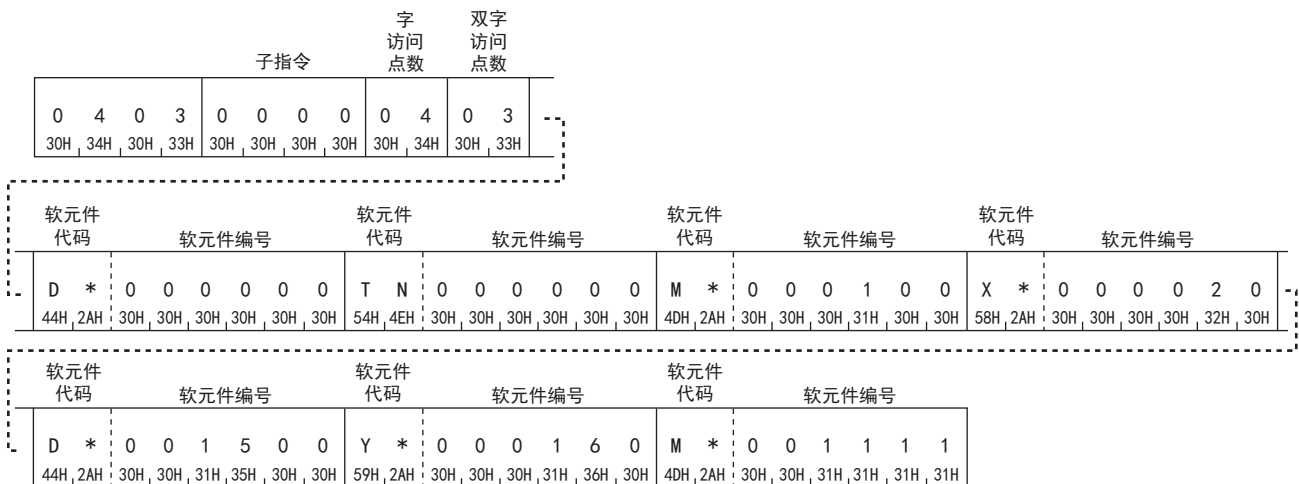 字 双字
访问 访问
子指令 点数 点数
0 4 0 3 0 0 0 0 0 4 0 3
30H 34H 30H 33H 30H 30H 30H 30H 30H 34H 30H 33H
软元件 软元件 软元件 软元件
代码 软元件编号 代码 软元件编号 代码 软元件编号 代码 软元件编号
D * 0 0 0 0 0 0 T N 0 0 0 0 0 0 M * 0 0 0 1 0 0 X * 0 0 0 0 2 0
44H 2AH 30H 30H 30H 30H 30H 30H 54H 4EH 30H 30H 30H 30H 30H 30H 4DH 2AH 30H 30H 30H 31H 30H 30H 58H 2AH 30H 30H 30H 30H 32H 30H
软元件 软元件 软元件
代码 软元件编号 代码 软元件编号 代码 软元件编号
D * 0 0 1 5 0 0 Y * 0 0 0 1 6 0 M * 0 0 1 1 1 1
44H 2AH 30H 30H 31H 35H 30H 30H 59H 2AH 30H 30H 30H 31H 36H 30H 4DH 2AH 30H 30H 31H 31H 31H 31H